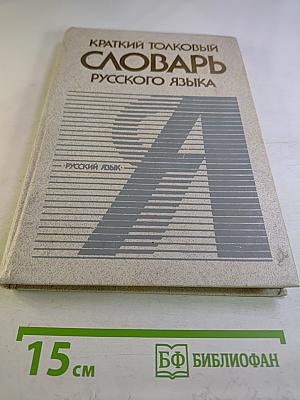 КРАТКИЙ ТОЛКОВЫЙ
СЛОВАРЬ
РУССКОГО ЯЗЫКА
Я
·РУССКИЙ ЯЗЫК·
15 см
БФ БИБЛИОФАН